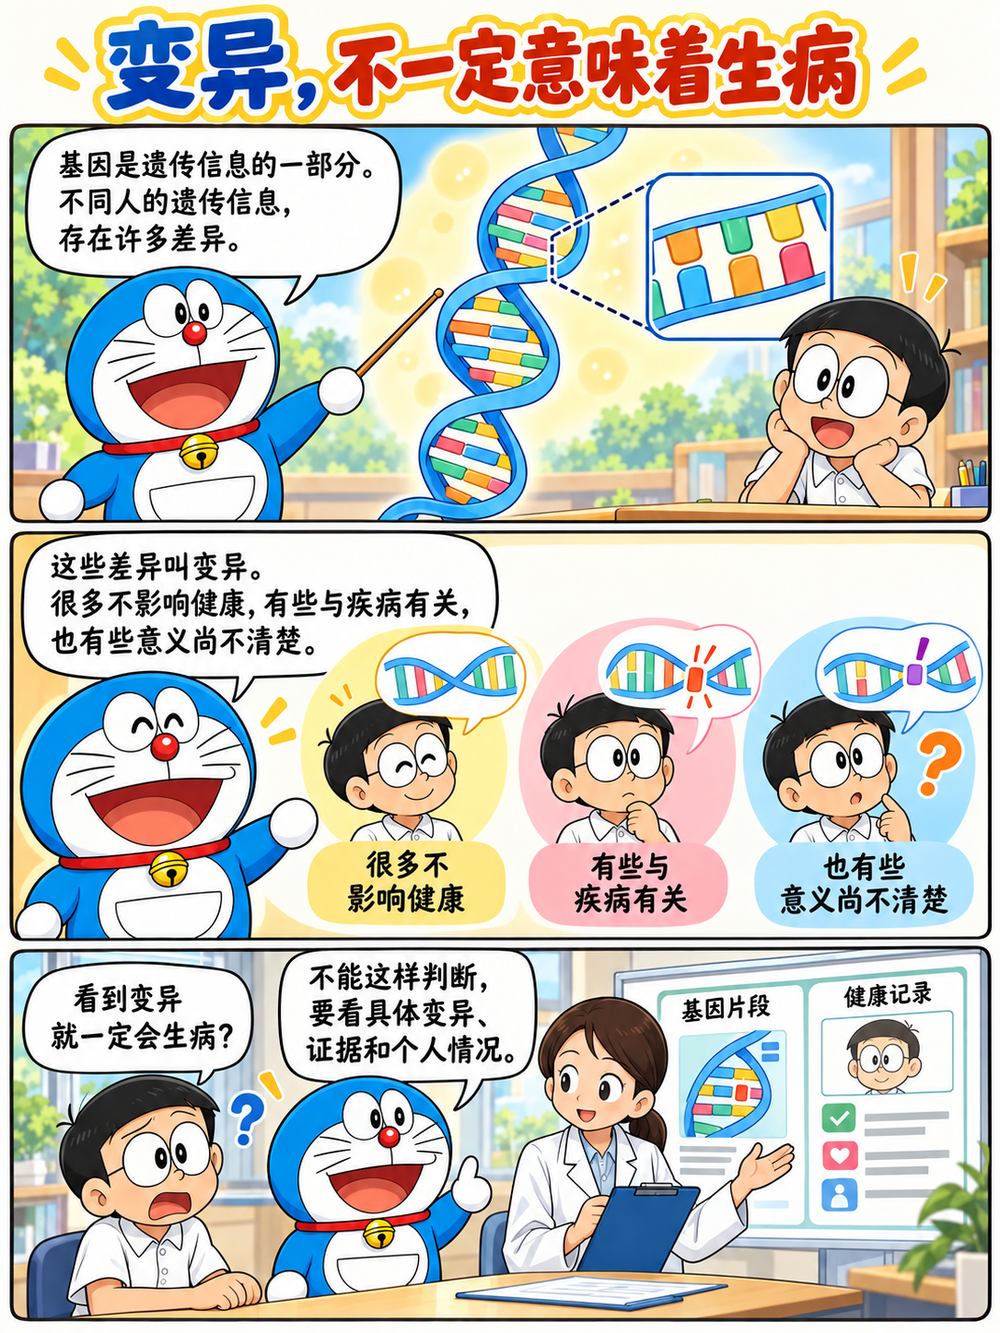 变异,不一定意味着生病
基因是遗传信息的一部分。
不同人的遗传信息,
存在许多差异。
这些差异叫变异。
很多不影响健康,有些与疾病有关,
也有些意义尚不清楚。
很多不
影响健康
有些与
疾病有关
也有些
意义尚不清楚
?
看到变异
就一定会生病?
不能这样判断,
要看具体变异、
证据和个人情况。
?
基因片段
健康记录